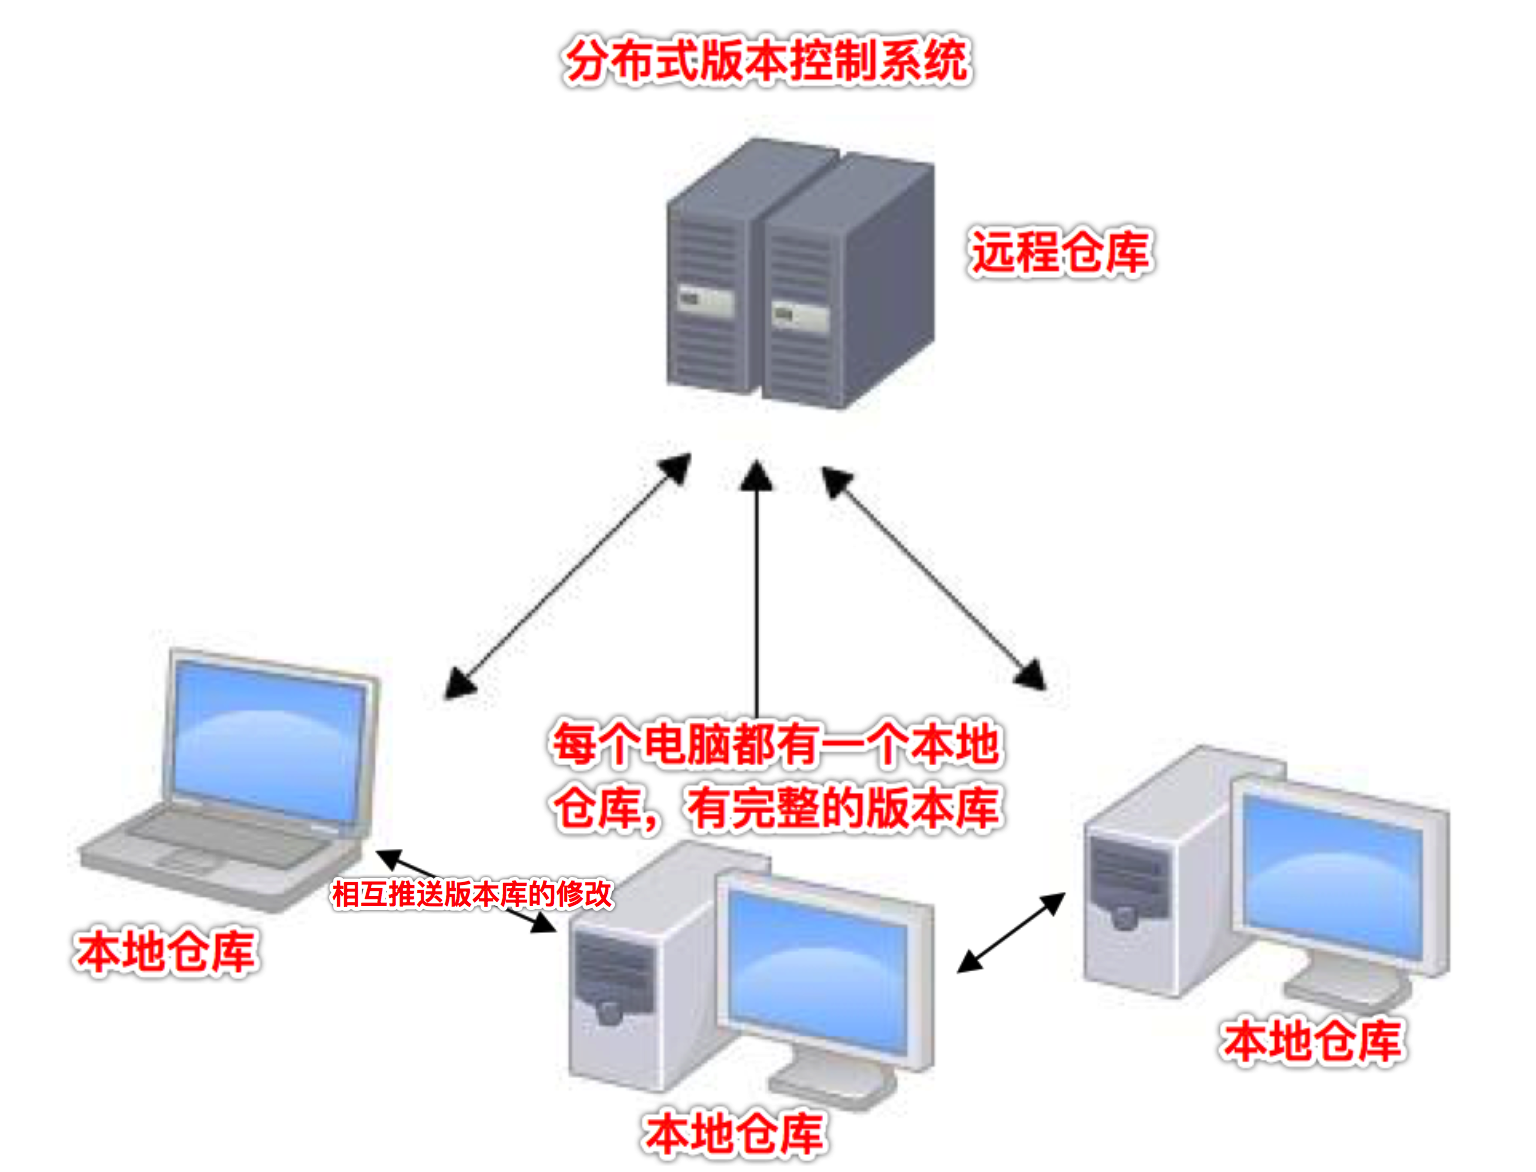 分布式版本控制系统
远程仓库
每个电脑都有一个本地
仓库，有完整的版本库
相互推送版本库的修改
本地仓库
本地仓库
本地仓库